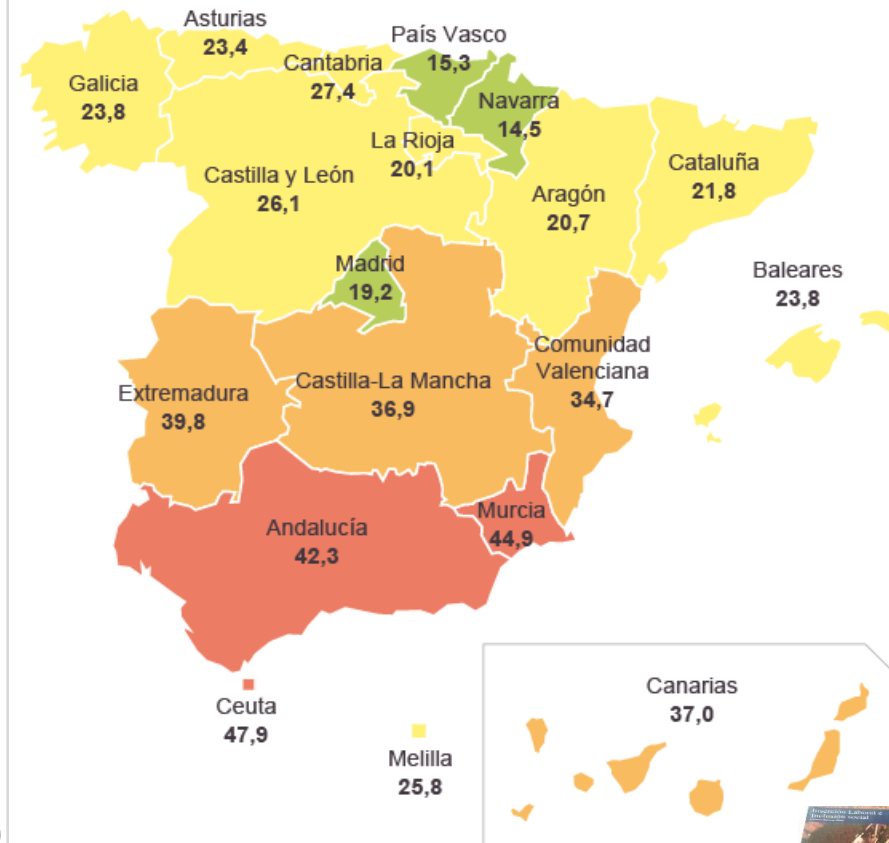 Asturias
23,4
País Vasco
15,3
Cantabria
27,4
Galicia
23,8
Navarra
14,5
La Rioja
20,1
Castilla y León
26,1
Aragón
20,7
Cataluña
21,8
Madrid
19,2
Baleares
23,8
Comunidad
Valenciana
34,7
Extremadura
39,8
Castilla-La Mancha
36,9
Andalucía
42,3
Murcia
44,9
Ceuta
47,9
Melilla
25,8
Canarias
37,0
inclusión social